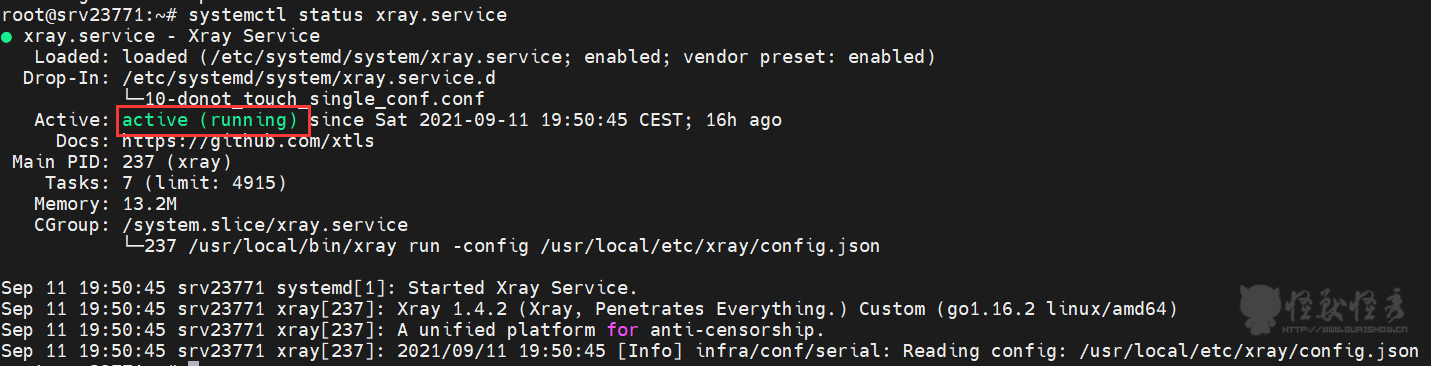 root@srv23771:~# systemctl status xray.service
● xray.service - Xray Service
Loaded: loaded (/etc/systemd/system/xray.service; enabled; vendor preset: enabled)
Drop-In: /etc/systemd/system/xray.service.d
└─10-donot_touch_single_conf.conf
Active: active (running) since Sat 2021-09-11 19:50:45 CEST; 16h ago
Docs: https://github.com/xtls
Main PID: 237 (xray)
Tasks: 7 (limit: 4915)
Memory: 13.2M
CGroup: /system.slice/xray.service
└─237 /usr/local/bin/xray run -config /usr/local/etc/xray/config.json
Sep 11 19:50:45 srv23771 systemd[1]: Started Xray Service.
Sep 11 19:50:45 srv23771 xray[237]: Xray 1.4.2 (Xray, Penetrates Everything.) Custom (go1.16.2 linux/amd64)
Sep 11 19:50:45 srv23771 xray[237]: A unified platform for anti-censorship.
Sep 11 19:50:45 srv23771 xray[237]: 2021/09/11 19:50:45 [Info] infra/conf/serial: Reading config: /usr/local/etc/xray/config.json
怪兽怪秀
HTTP://WWW.GURISHOW.CN